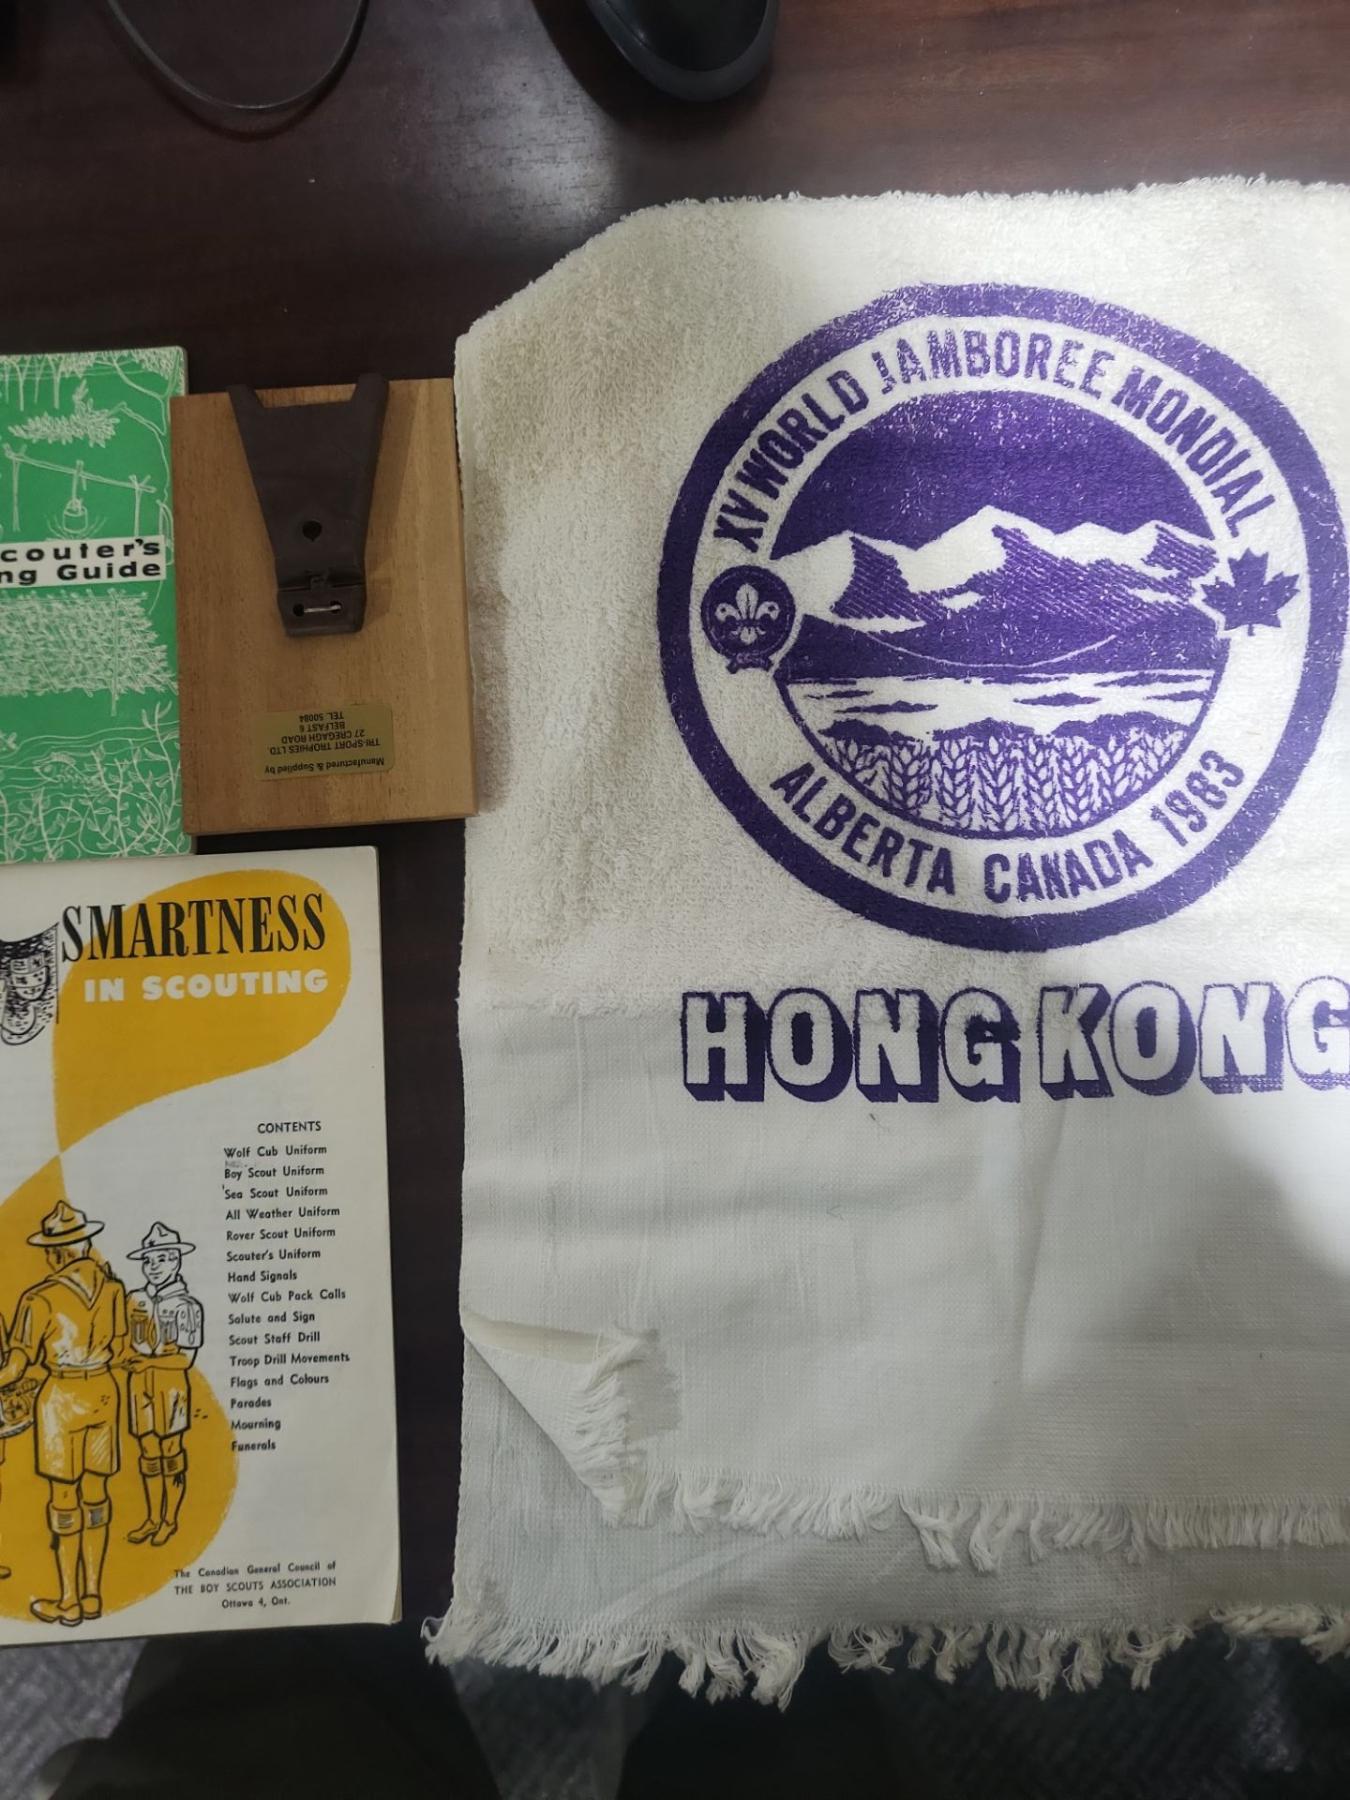 couter's
ng Guide
Manufactured & Supplied by
TRI-SPORT TROPHIES LTD.
27 CREGAGH ROAD
BELFAST 6
TEL. 50084
SMARTNESS
IN SCOUTING
CONTENTS
Wolf Cub Uniform
Boy Scout Uniform
Sea Scout Uniform
All Weather Uniform
Rover Scout Uniform
Scouter's Uniform
Hand Signals
Wolf Cub Pack Calls
Salute and Sign
Scout Staff Drill
Troop Drill Movements
Flags and Colours
Parades
Mourning
Funerals
The Canadian General Council of
THE BOY SCOUTS ASSOCIATION
Ottawa 4, Ont.
XV WORLD JAMBOREE MONDIAL
ALBERTA CANADA 1983
HONG KONG